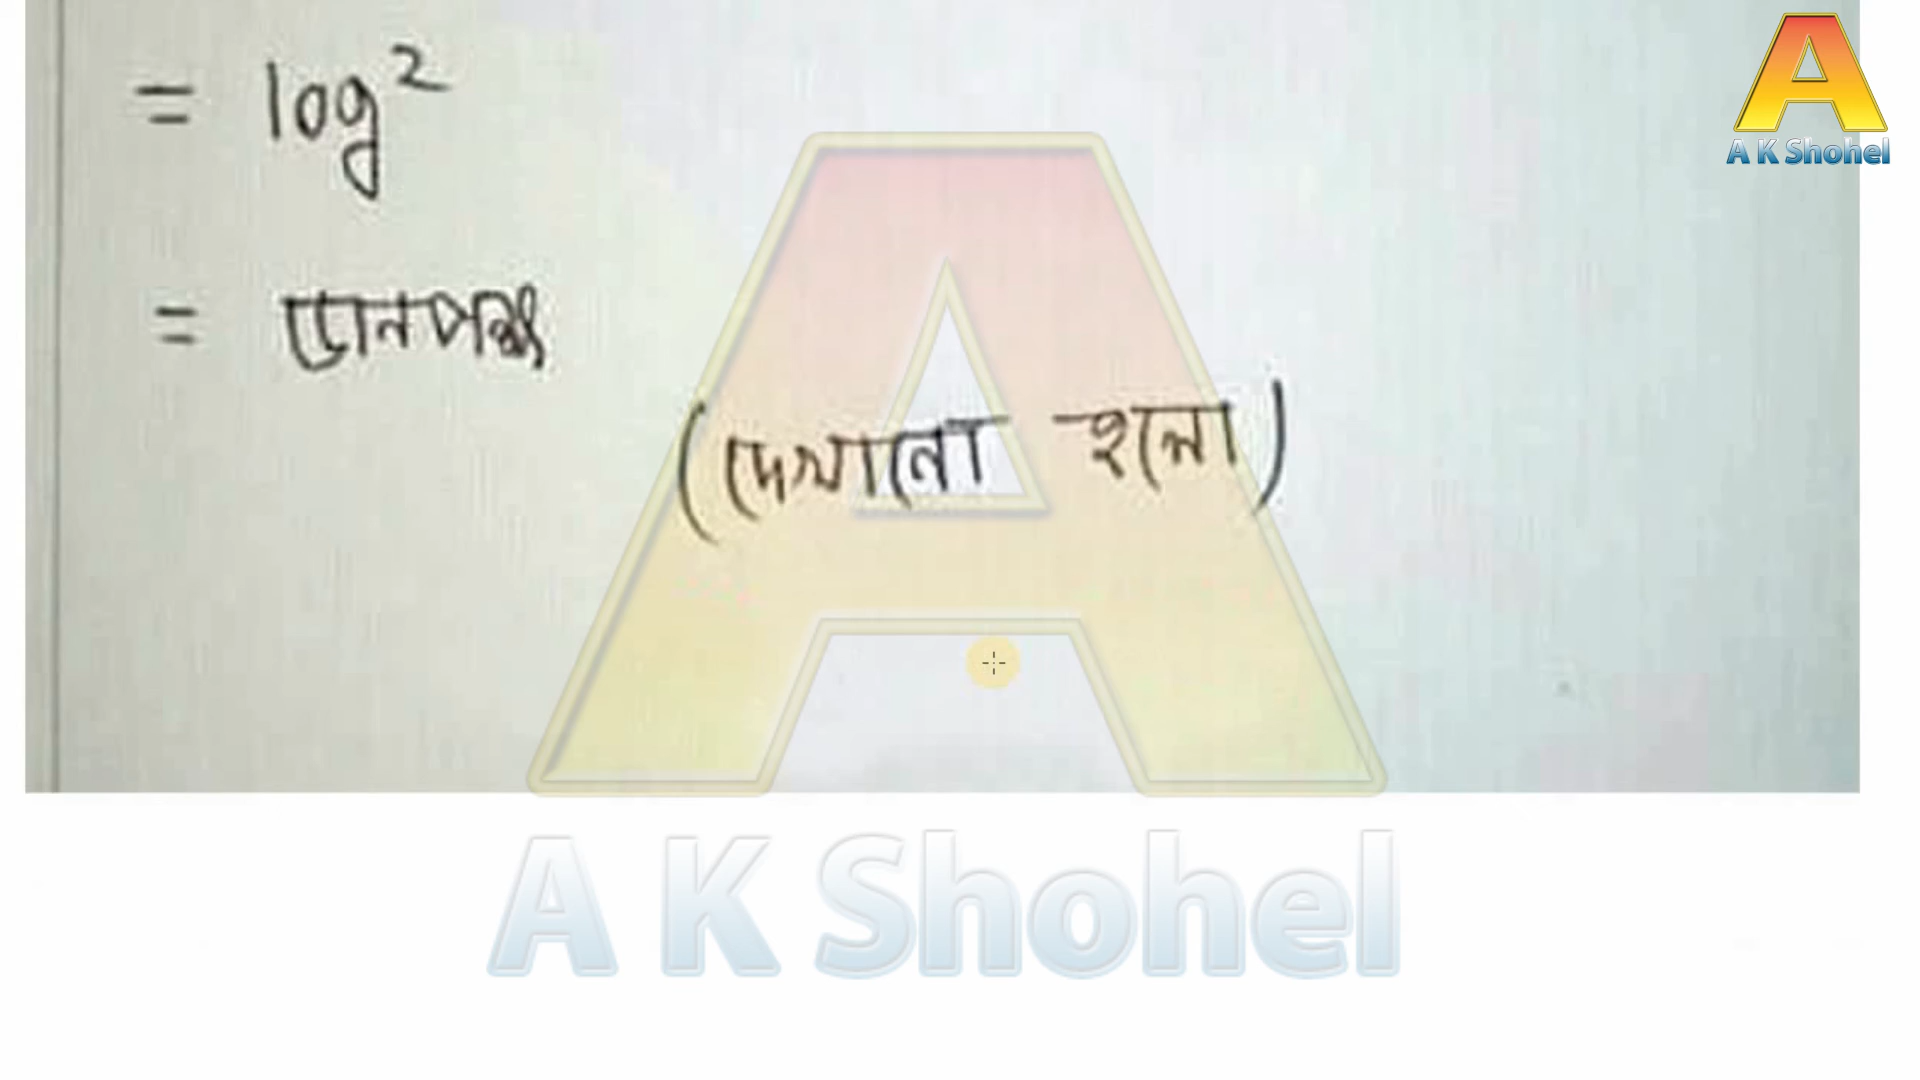 = log²
= ডানপক্ষ
(দেখানো হলো)
A K Shohel
A K Shohel